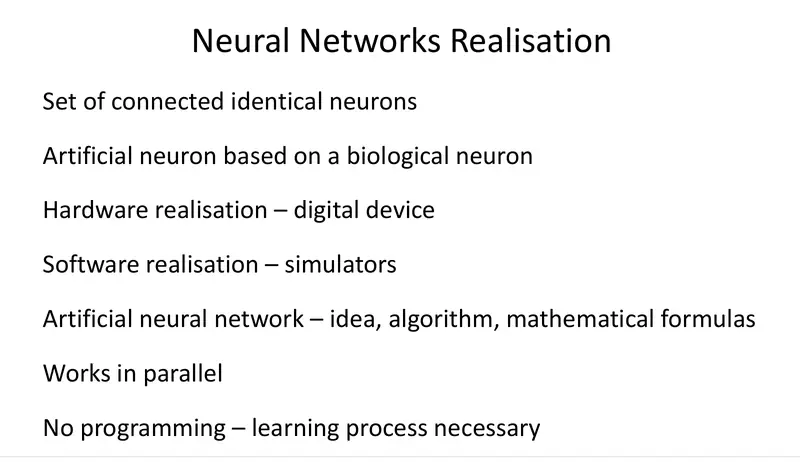 Neural Networks Realisation
Set of connected identical neurons
Artificial neuron based on a biological neuron
Hardware realisation – digital device
Software realisation – simulators
Artificial neural network – idea, algorithm, mathematical formulas
Works in parallel
No programming – learning process necessary